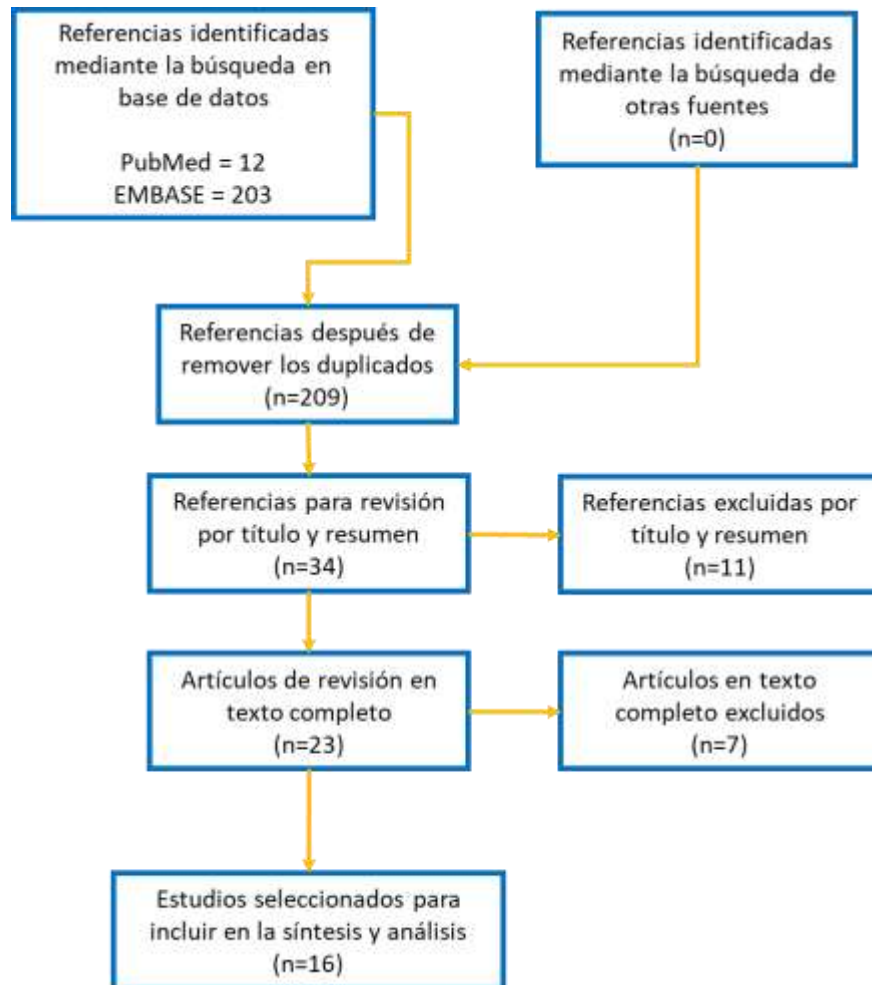 Referencias identificadas
mediante la búsqueda en
base de datos
PubMed = 12
EMBASE = 203
Referencias identificadas
mediante la búsqueda de
otras fuentes
(n=0)
Referencias después de
remover los duplicados
(n=209)
Referencias para revisión
por título y resumen
(n=34)
Referencias excluidas por
título y resumen
(n=11)
Artículos de revisión en
texto completo
(n=23)
Artículos en texto
completo excluidos
(n=7)
Estudios seleccionados para
incluir en la síntesis y análisis
(n=16)